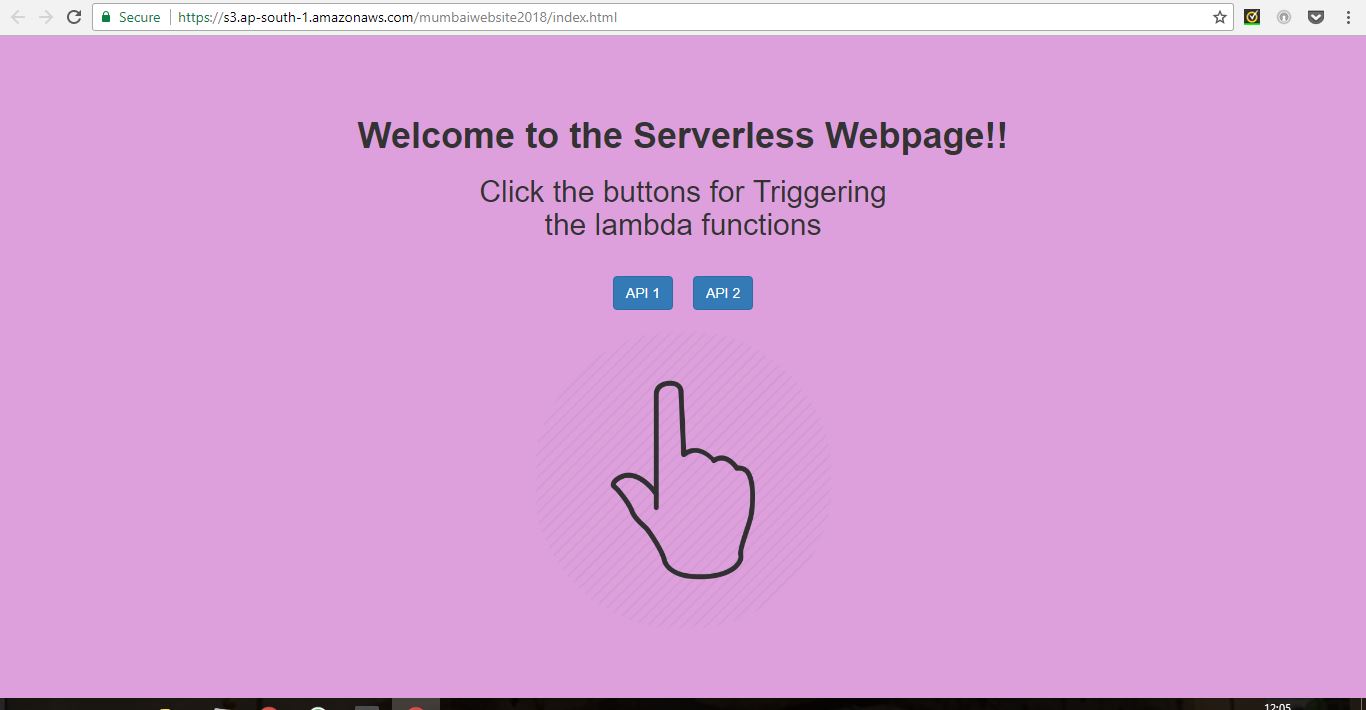 Secure https://s3.ap-south-1.amazonaws.com/mumbaiwebsite2018/index.html
Welcome to the Serverless Webpage!!
Click the buttons for Triggering
the lambda functions
API 1 API 2
12:05